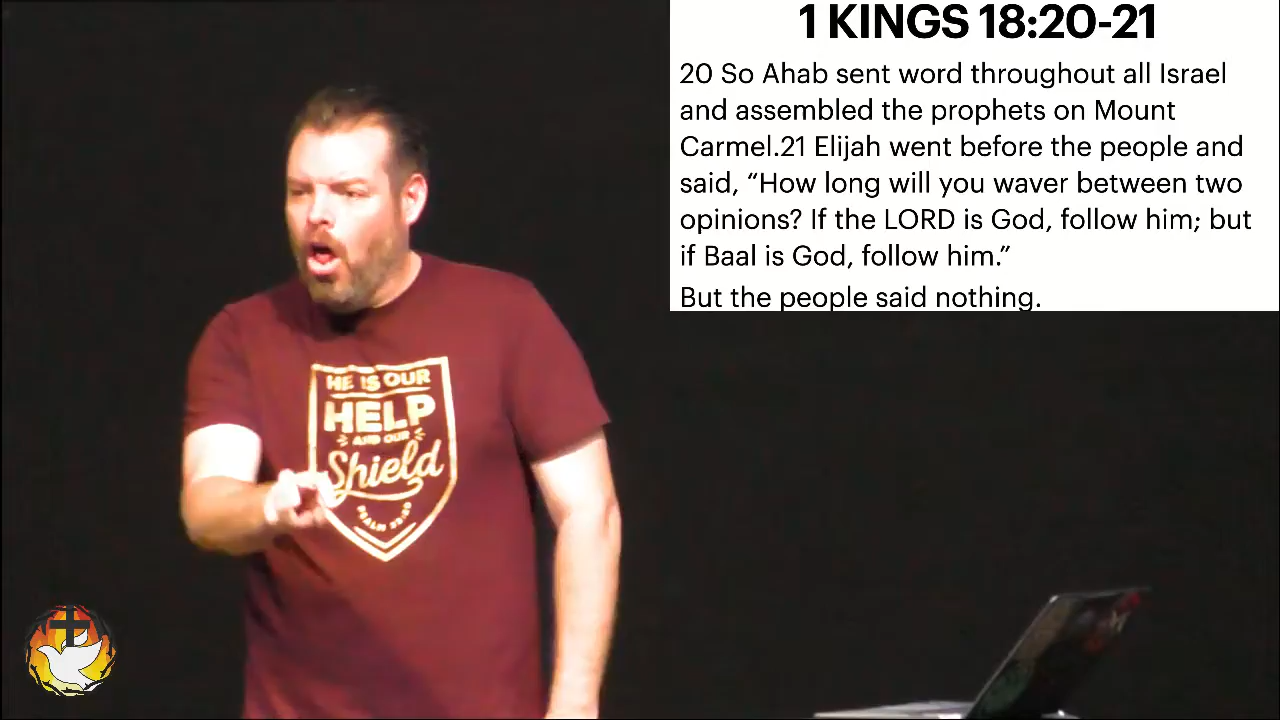 1 KINGS 18:20-21
20 So Ahab sent word throughout all Israel
and assembled the prophets on Mount
Carmel.21 Elijah went before the people and
said, “How long will you waver between two
opinions? If the LORD is God, follow him; but
if Baal is God, follow him.”
But the people said nothing.
HE IS OUR
HELP
AND OUR
Shield
PSALM